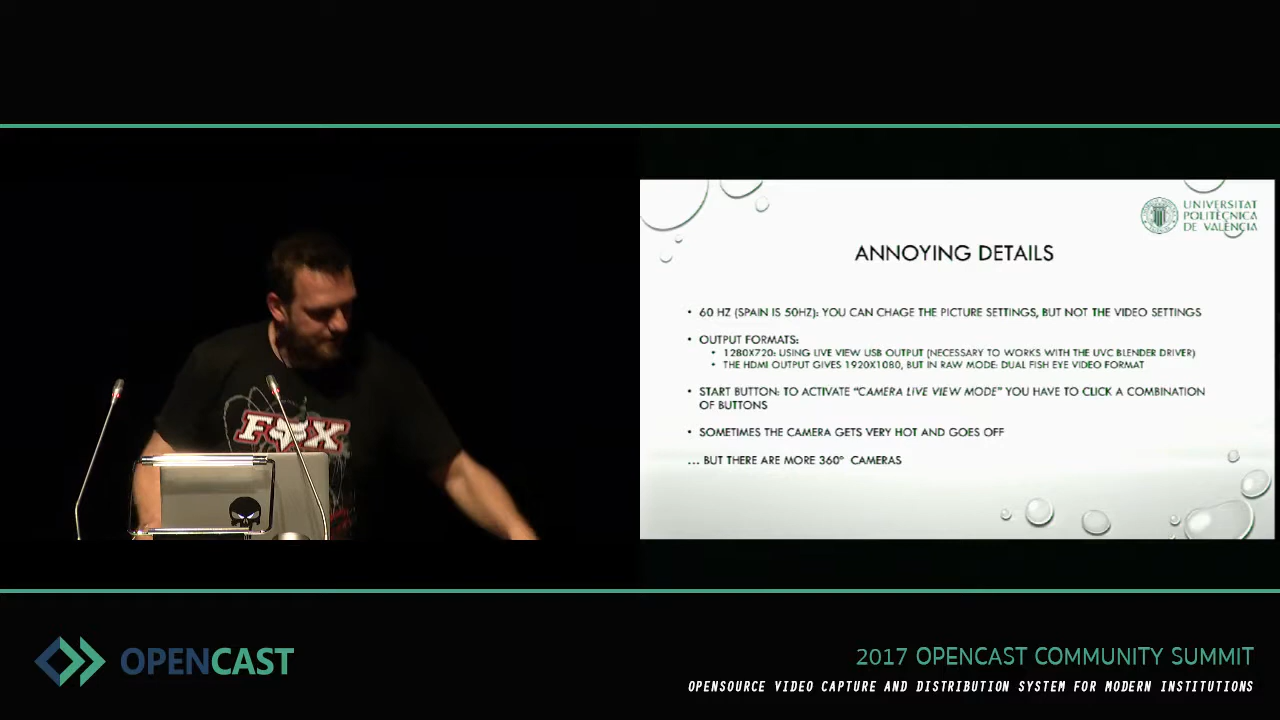 FOX
UNIVERSITAT
POLITÈCNICA
DE VALÈNCIA
ANNOYING DETAILS
• 60 HZ (SPAIN IS 50HZ): YOU CAN CHAGE THE PICTURE SETTINGS, BUT NOT THE VIDEO SETTINGS
• OUTPUT FORMATS:
• 1280X720: USING LIVE VIEW USB OUTPUT (NECESSARY TO WORKS WITH THE UVC BLENDER DRIVER)
• THE HDMI OUTPUT GIVES 1920X1080, BUT IN RAW MODE: DUAL FISH EYE VIDEO FORMAT
• START BUTTON: TO ACTIVATE "CAMERA LIVE VIEW MODE" YOU HAVE TO CLICK A COMBINATION
OF BUTTONS
• SOMETIMES THE CAMERA GETS VERY HOT AND GOES OFF
... BUT THERE ARE MORE 360° CAMERAS
OPENCAST
2017 OPENCAST COMMUNITY SUMMIT
OPENSOURCE VIDEO CAPTURE AND DISTRIBUTION SYSTEM FOR MODERN INSTITUTIONS